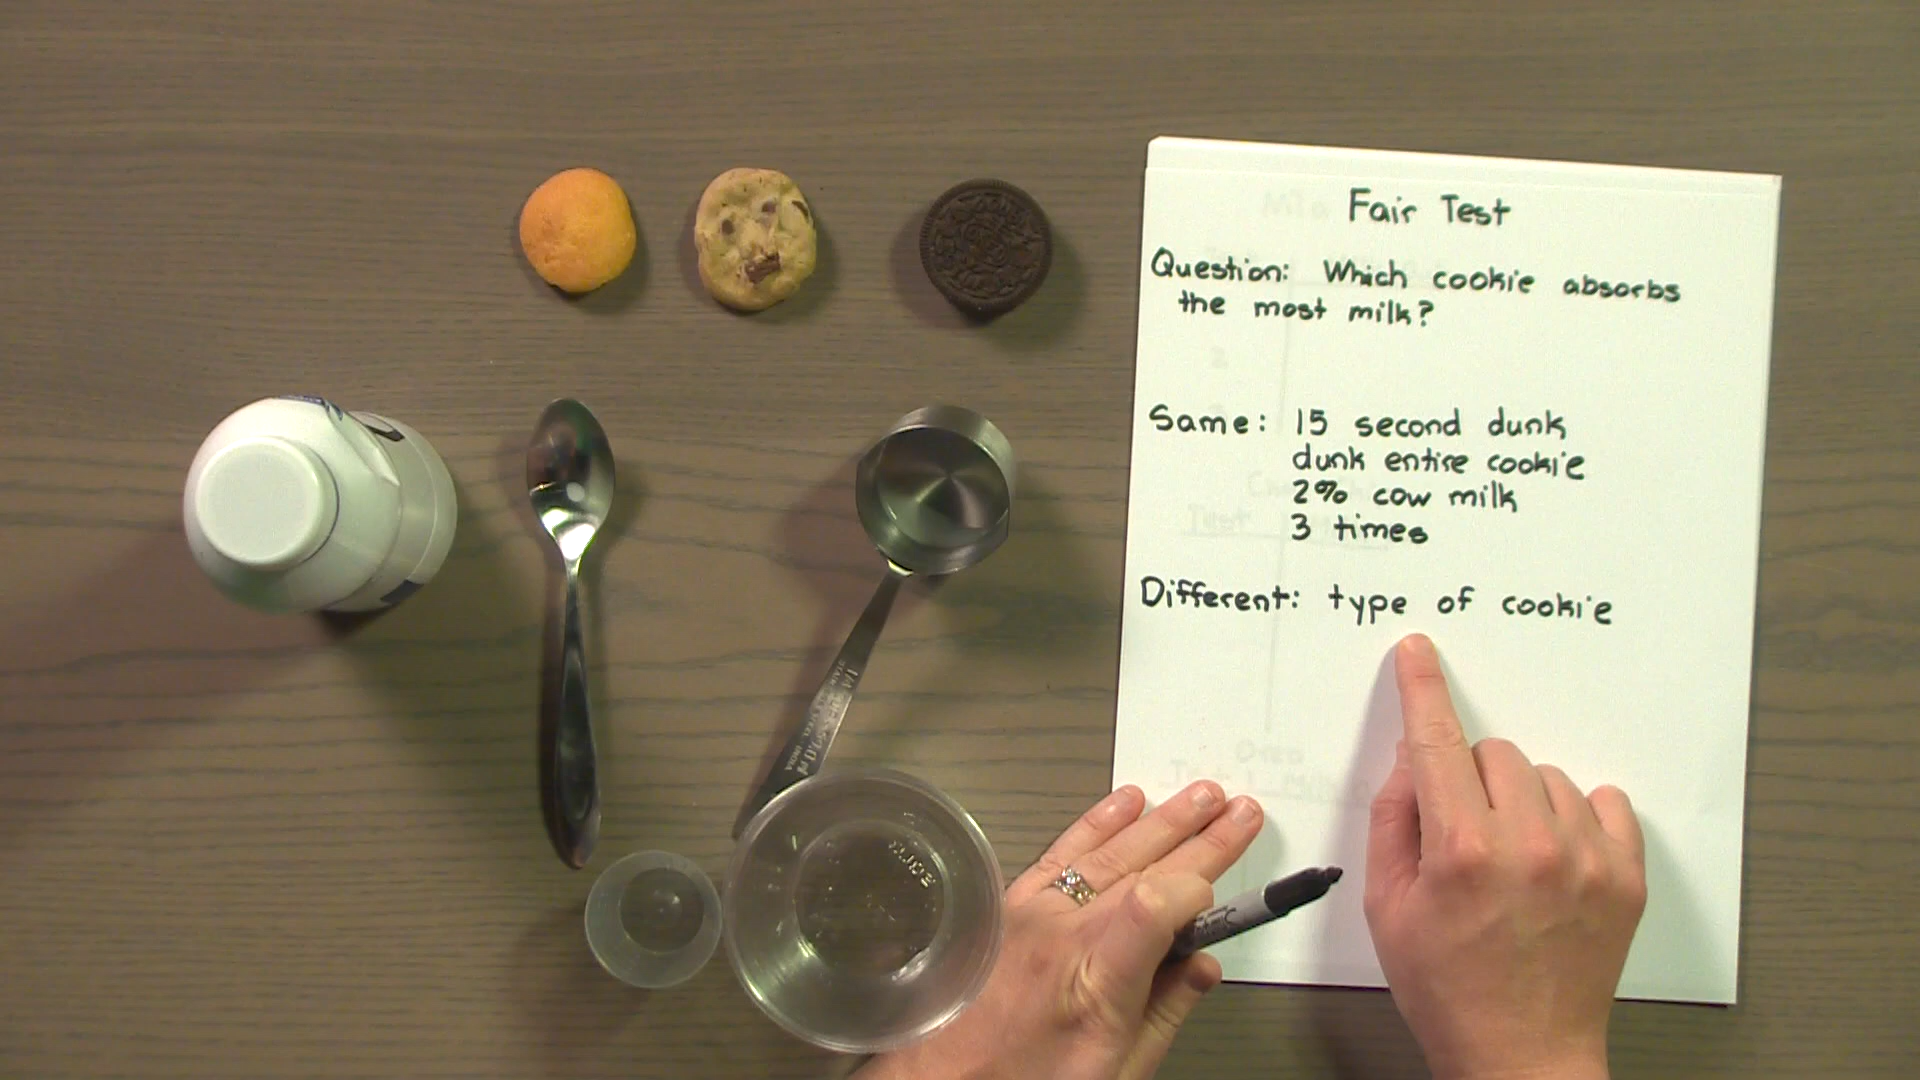 Fair Test
Question: Which cookie absorbs
the most milk?
Same: 15 second dunk
dunk entire cookie
2% cow milk
3 times
Different: type of cookie